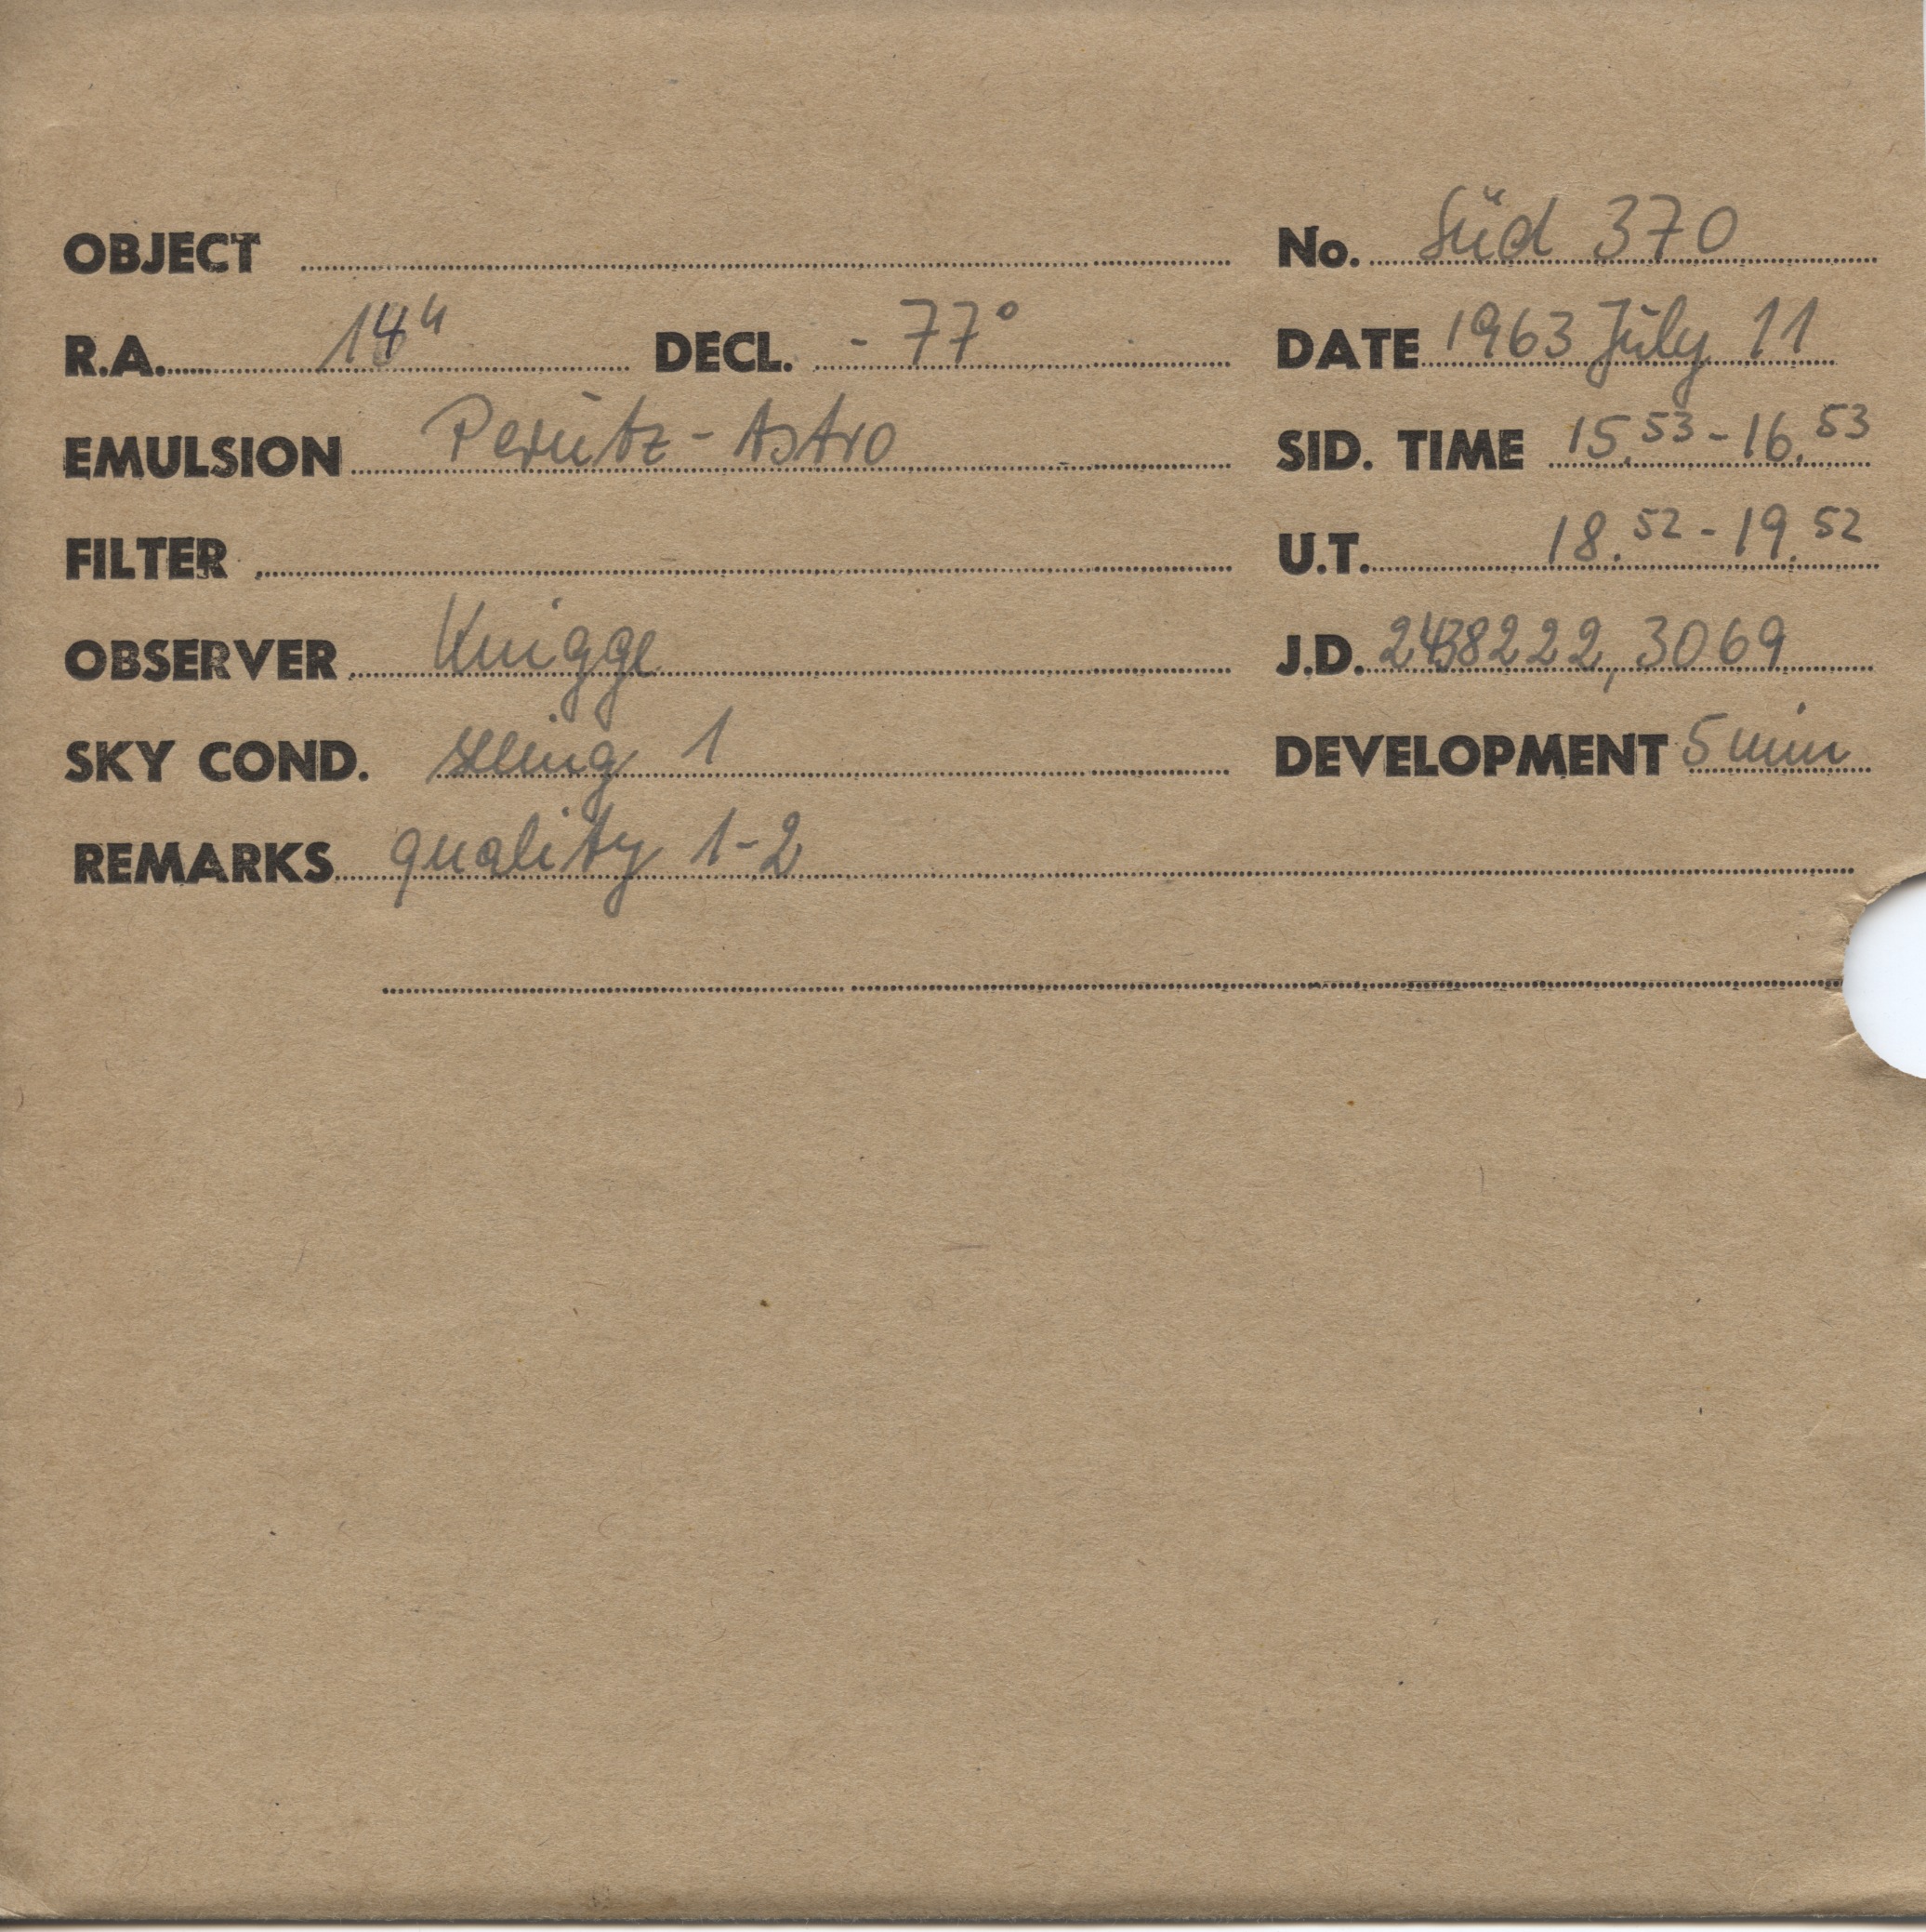 OBJECT No. Süd 370
R.A. 14h DECL. - 77° DATE 1963 July 11
EMULSION Perutz - Astro SID. TIME 15.53 - 16.53
FILTER U.T. 18.52 - 19.52
OBSERVER Knigge J.D. 2438222,3069
SKY COND. 1 DEVELOPMENT 5 min
REMARKS quality 1-2